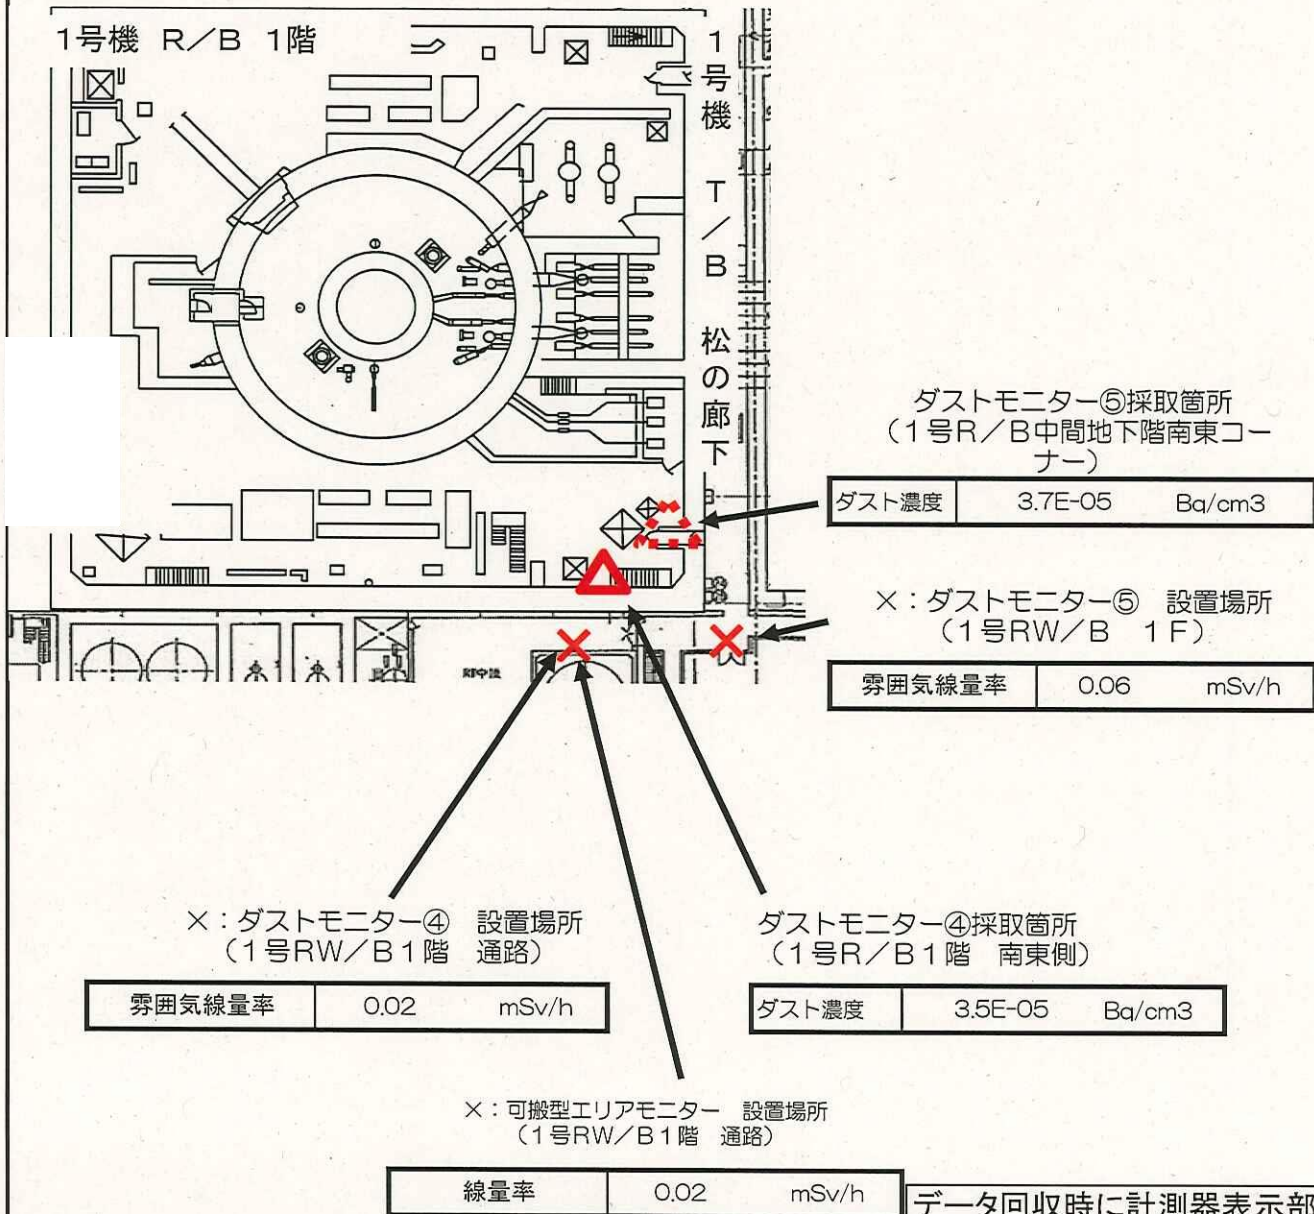 1号機 R/B 1階
1号機 T/B 松の廊下
ダストモニター⑤採取箇所
(1号R/B中間地下階南東コー
ナー)
ダスト濃度 3.7E-05 Bq/cm3
×:ダストモニター⑤ 設置場所
(1号RW/B 1F)
雰囲気線量率 0.06 mSv/h
×:ダストモニター④ 設置場所
(1号RW/B1階 通路)
雰囲気線量率 0.02 mSv/h
ダストモニター④採取箇所
(1号R/B1階 南東側)
ダスト濃度 3.5E-05 Bq/cm3
×:可搬型エリアモニター 設置場所
(1号RW/B1階 通路)
線量率 0.02 mSv/h
データ回収時に計測器表示部